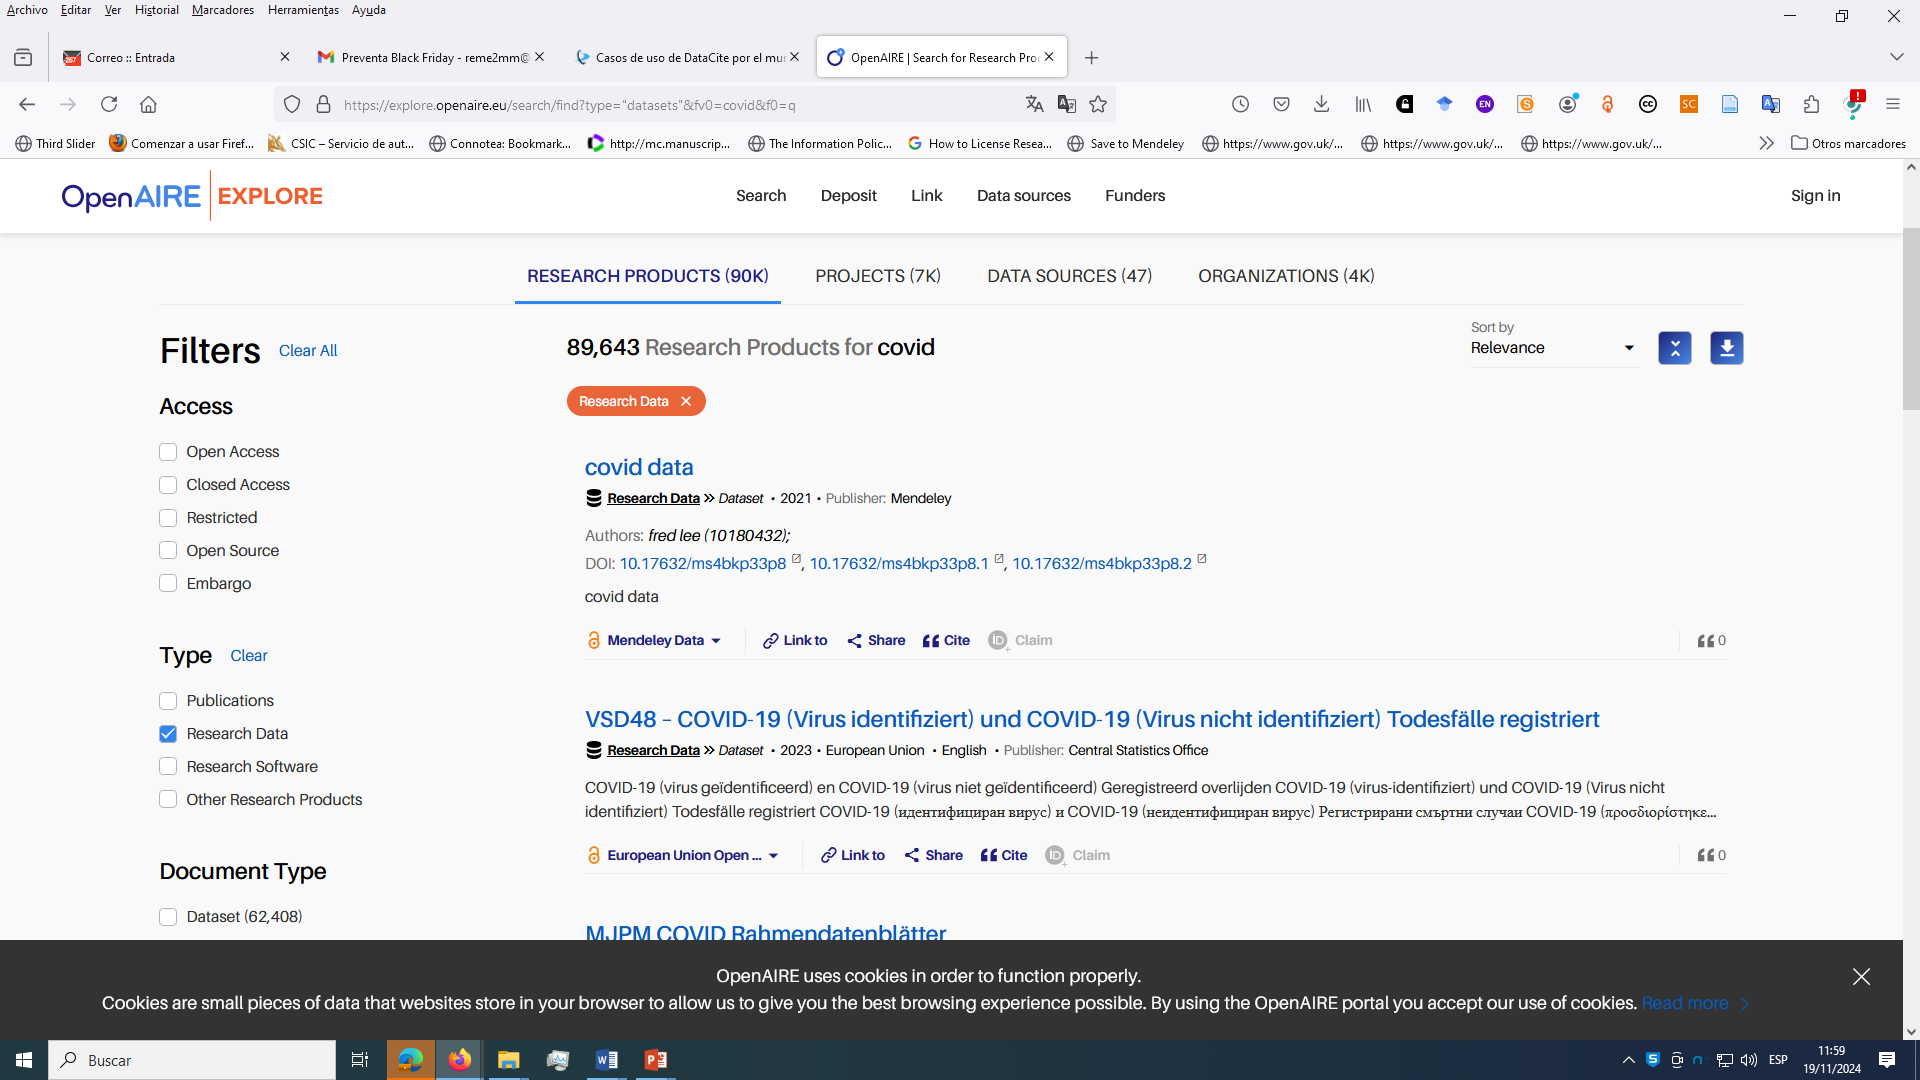 Archivo Editar Ver Historial Marcadores Herramientas Ayuda
267 Correo :: Entrada
Preventa Black Friday - reme2mm@
Casos de uso de DataCite por el mun
OpenAIRE | Search for Research Proc
https://explore.openaire.eu/search/find?type="datasets"&fv0=covid&f0=q
EN S cc SC
Third Slider Comenzar a usar Firef... CSIC – Servicio de aut... Connotea: Bookmark... http://mc.manuscrip... The Information Polic... How to License Resea... Save to Mendeley https://www.gov.uk/... https://www.gov.uk/... https://www.gov.uk/... Otros marcadores
OpenAIRE EXPLORE Search Deposit Link Data sources Funders Sign in
RESEARCH PRODUCTS (90K) PROJECTS (7K) DATA SOURCES (47) ORGANIZATIONS (4K)
Filters Clear All
Access
Open Access
Closed Access
Restricted
Open Source
Embargo
Type Clear
Publications
Research Data
Research Software
Other Research Products
Document Type
Dataset (62,408)
89,643 Research Products for covid
Sort by
Relevance
Research Data
covid data
Research Data » Dataset • 2021 • Publisher: Mendeley
Authors: fred lee (10180432);
DOI: 10.17632/ms4bkp33p8 , 10.17632/ms4bkp33p8.1 , 10.17632/ms4bkp33p8.2
covid data
Mendeley Data Link to Share Cite iD Claim 0
VSD48 – COVID-19 (Virus identifiziert) und COVID-19 (Virus nicht identifiziert) Todesfälle registriert
Research Data » Dataset • 2023 • European Union • English • Publisher: Central Statistics Office
COVID-19 (virus geïdentificeerd) en COVID-19 (virus niet geïdentificeerd) Geregistreerd overlijden COVID-19 (virus-identifiziert) und COVID-19 (Virus nicht
identifiziert) Todesfälle registriert COVID-19 (идентифициран вирус) и COVID-19 (неидентифициран вирус) Регистрирани смъртни случаи COVID-19 (προσδιορίστηκε...
European Union Open ... Link to Share Cite iD Claim 0
MJPM COVID Rahmendatenblätter
OpenAIRE uses cookies in order to function properly.
Cookies are small pieces of data that websites store in your browser to allow us to give you the best browsing experience possible. By using the OpenAIRE portal you accept our use of cookies. Read more
Buscar
ESP
11:59
19/11/2024